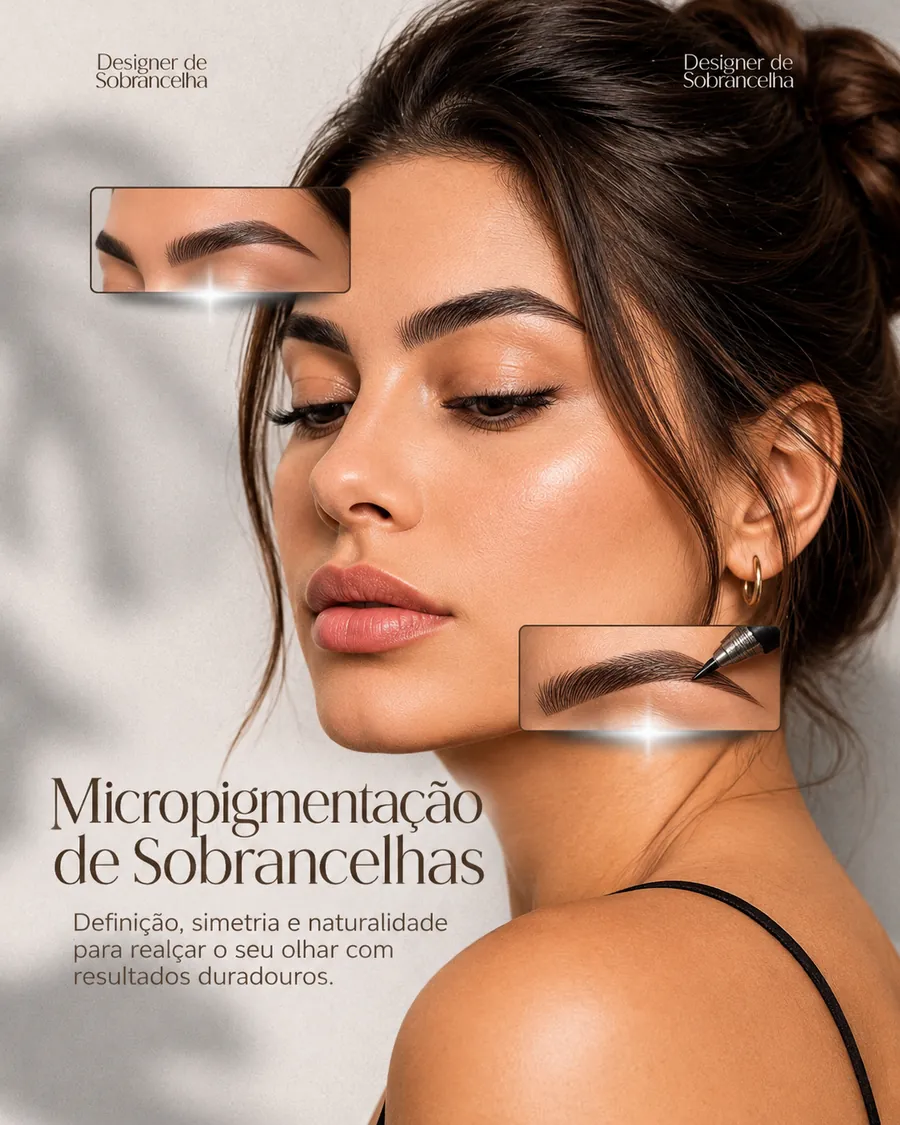 Designer de
Sobrancelha
Designer de
Sobrancelha
Micropigmentação
de Sobrancelhas
Definição, simetria e naturalidade
para realçar o seu olhar com
resultados duradouros.